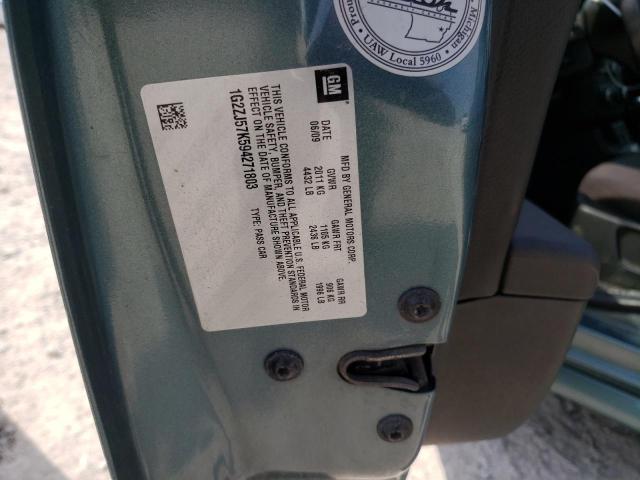 GM
MFD BY GENERAL MOTORS CORP.
DATE GVWR GAWR FRT GAWR RR
06/09 2011 KG 1105 KG 906 KG
4432 LB 2436 LB 1996 LB
THIS VEHICLE CONFORMS TO ALL APPLICABLE U.S. FEDERAL MOTOR
VEHICLE SAFETY, BUMPER, AND THEFT PREVENTION STANDARDS IN
EFFECT ON THE DATE OF MANUFACTURE SHOWN ABOVE.
1G2ZJ57K594271803 TYPE: PASS CAR
Michigan
UAW Local 5960